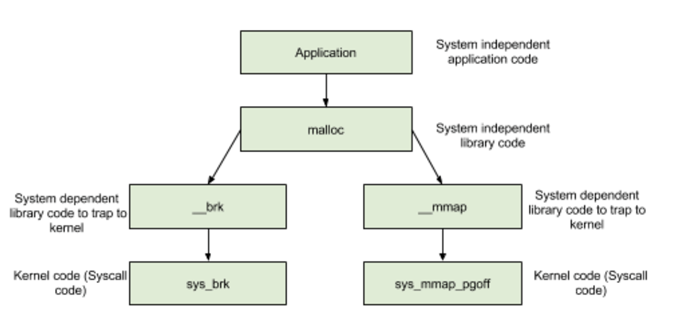 Application
System independent
application code
malloc
System independent
library code
System dependent
library code to trap to
kernel
__brk
__mmap
System dependent
library code to trap to
kernel
Kernel code (Syscall
code)
sys_brk
sys_mmap_pgoff
Kernel code (Syscall
code)